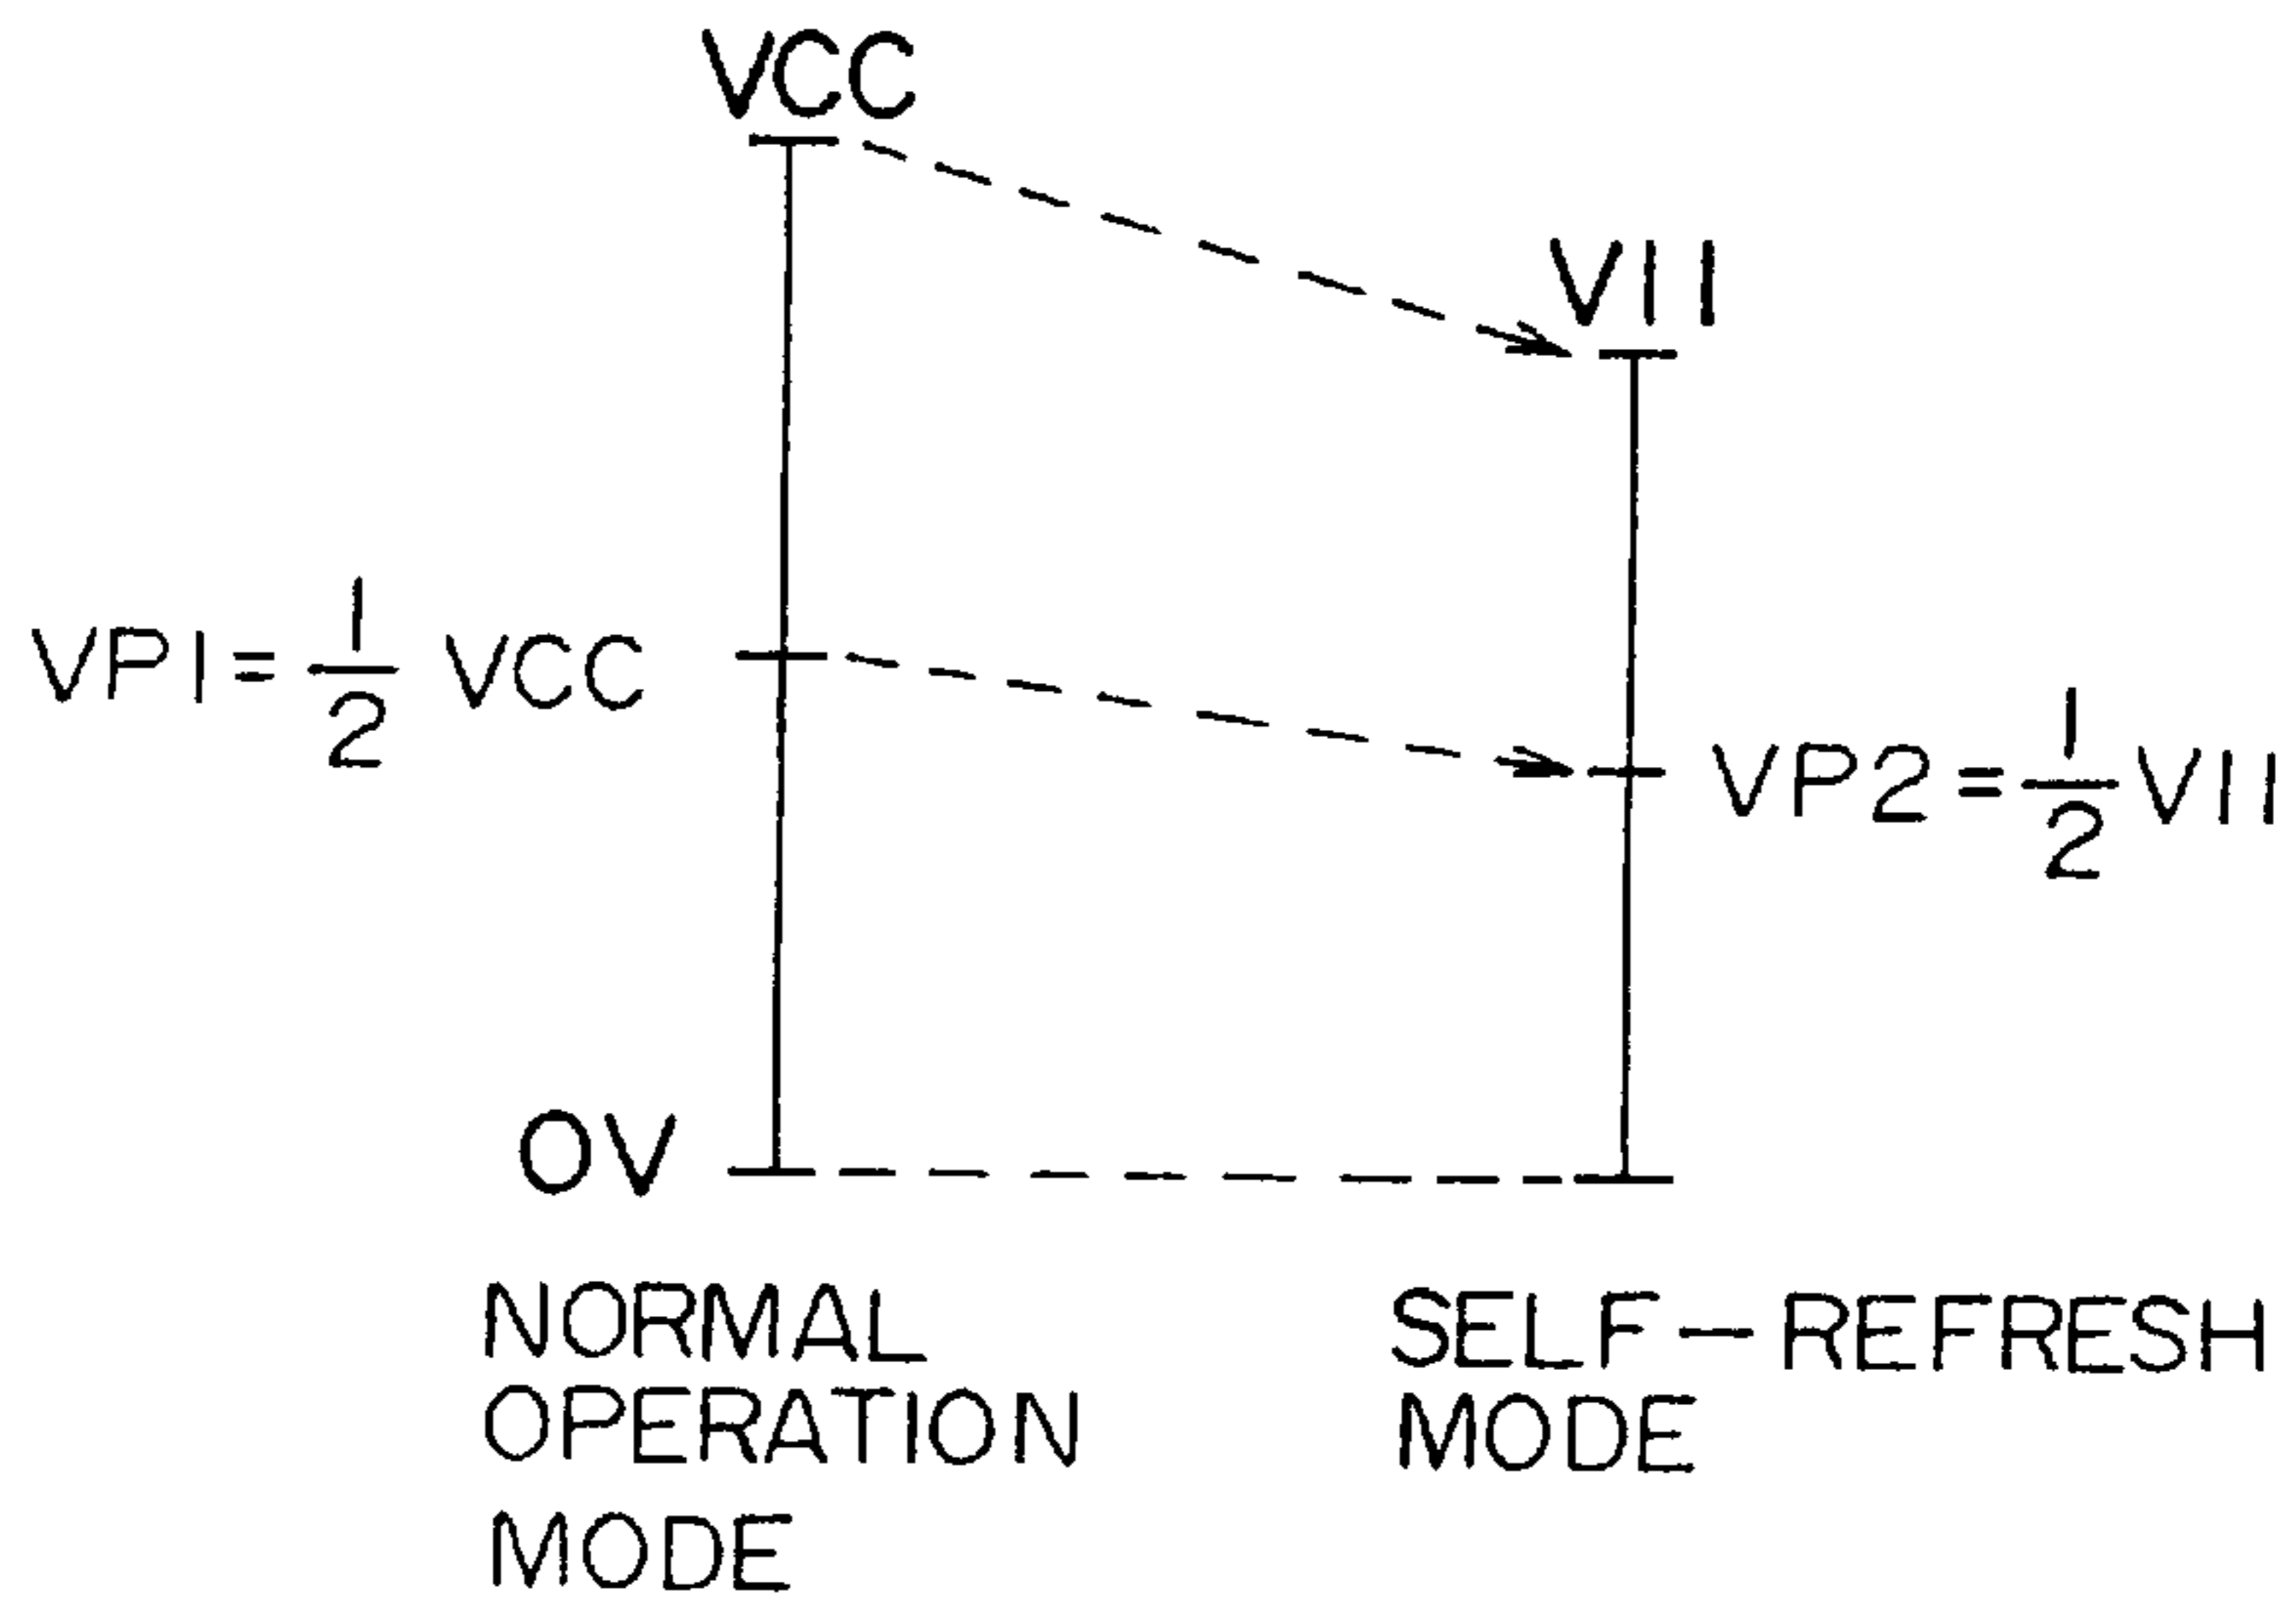 VCC
VII
VP1 = 1/2 VCC
VP2 = 1/2 VII
0V
NORMAL
OPERATION
MODE
SELF-REFRESH
MODE